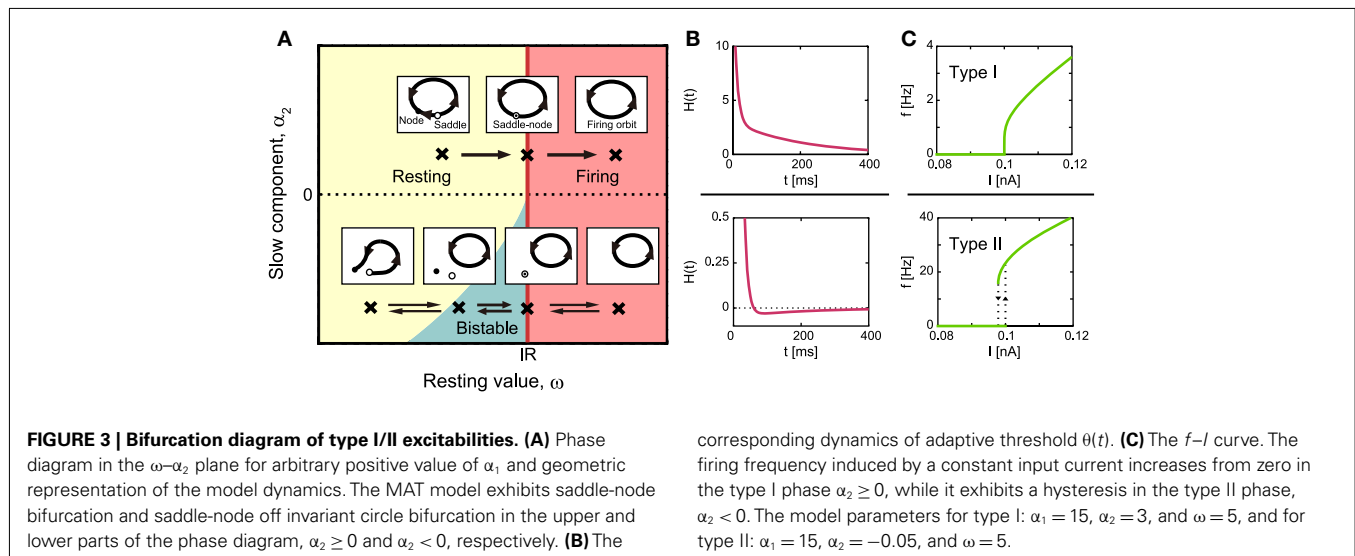 A
Slow component, α2
0
Node
Saddle
Saddle-node
Firing orbit
Resting
Firing
Bistable
IR
Resting value, ω
B
H(t)
10
5
0
0
200
400
t [ms]
H(t)
0.5
0.25
0
0
200
400
t [ms]
C
f [Hz]
4
2
0
Type I
0.08
0.1
0.12
I [nA]
f [Hz]
40
20
0
Type II
0.08
0.1
0.12
I [nA]
FIGURE 3 | Bifurcation diagram of type I/II excitabilities. (A) Phase
diagram in the ω–α2 plane for arbitrary positive value of α1 and geometric
representation of the model dynamics. The MAT model exhibits saddle-node
bifurcation and saddle-node off invariant circle bifurcation in the upper and
lower parts of the phase diagram, α2 ≥ 0 and α2 < 0, respectively. (B) The
corresponding dynamics of adaptive threshold θ(t). (C) The f–I curve. The
firing frequency induced by a constant input current increases from zero in
the type I phase α2 ≥ 0, while it exhibits a hysteresis in the type II phase,
α2 < 0. The model parameters for type I: α1 = 15, α2 = 3, and ω = 5, and for
type II: α1 = 15, α2 = −0.05, and ω = 5.